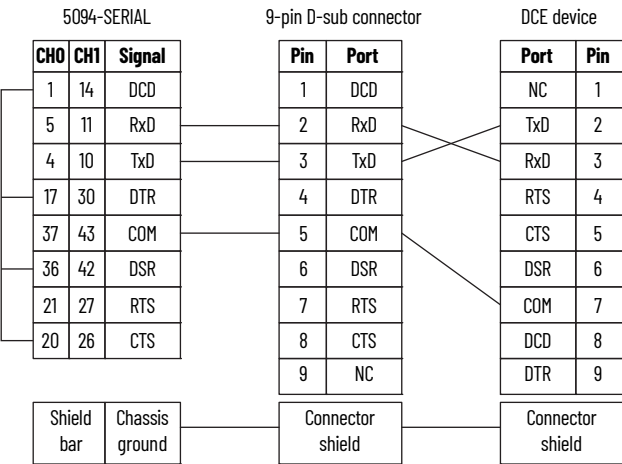 5094-SERIAL 9-pin D-sub connector DCE device
CH0 CH1 Signal Pin Port Port Pin
1 14 DCD 1 DCD NC 1
5 11 RxD 2 RxD TxD 2
4 10 TxD 3 TxD RxD 3
17 30 DTR 4 DTR RTS 4
37 43 COM 5 COM CTS 5
36 42 DSR 6 DSR DSR 6
21 27 RTS 7 RTS COM 7
20 26 CTS 8 CTS DCD 8
9 NC DTR 9
Shield Chassis Connector Connector
bar ground shield shield